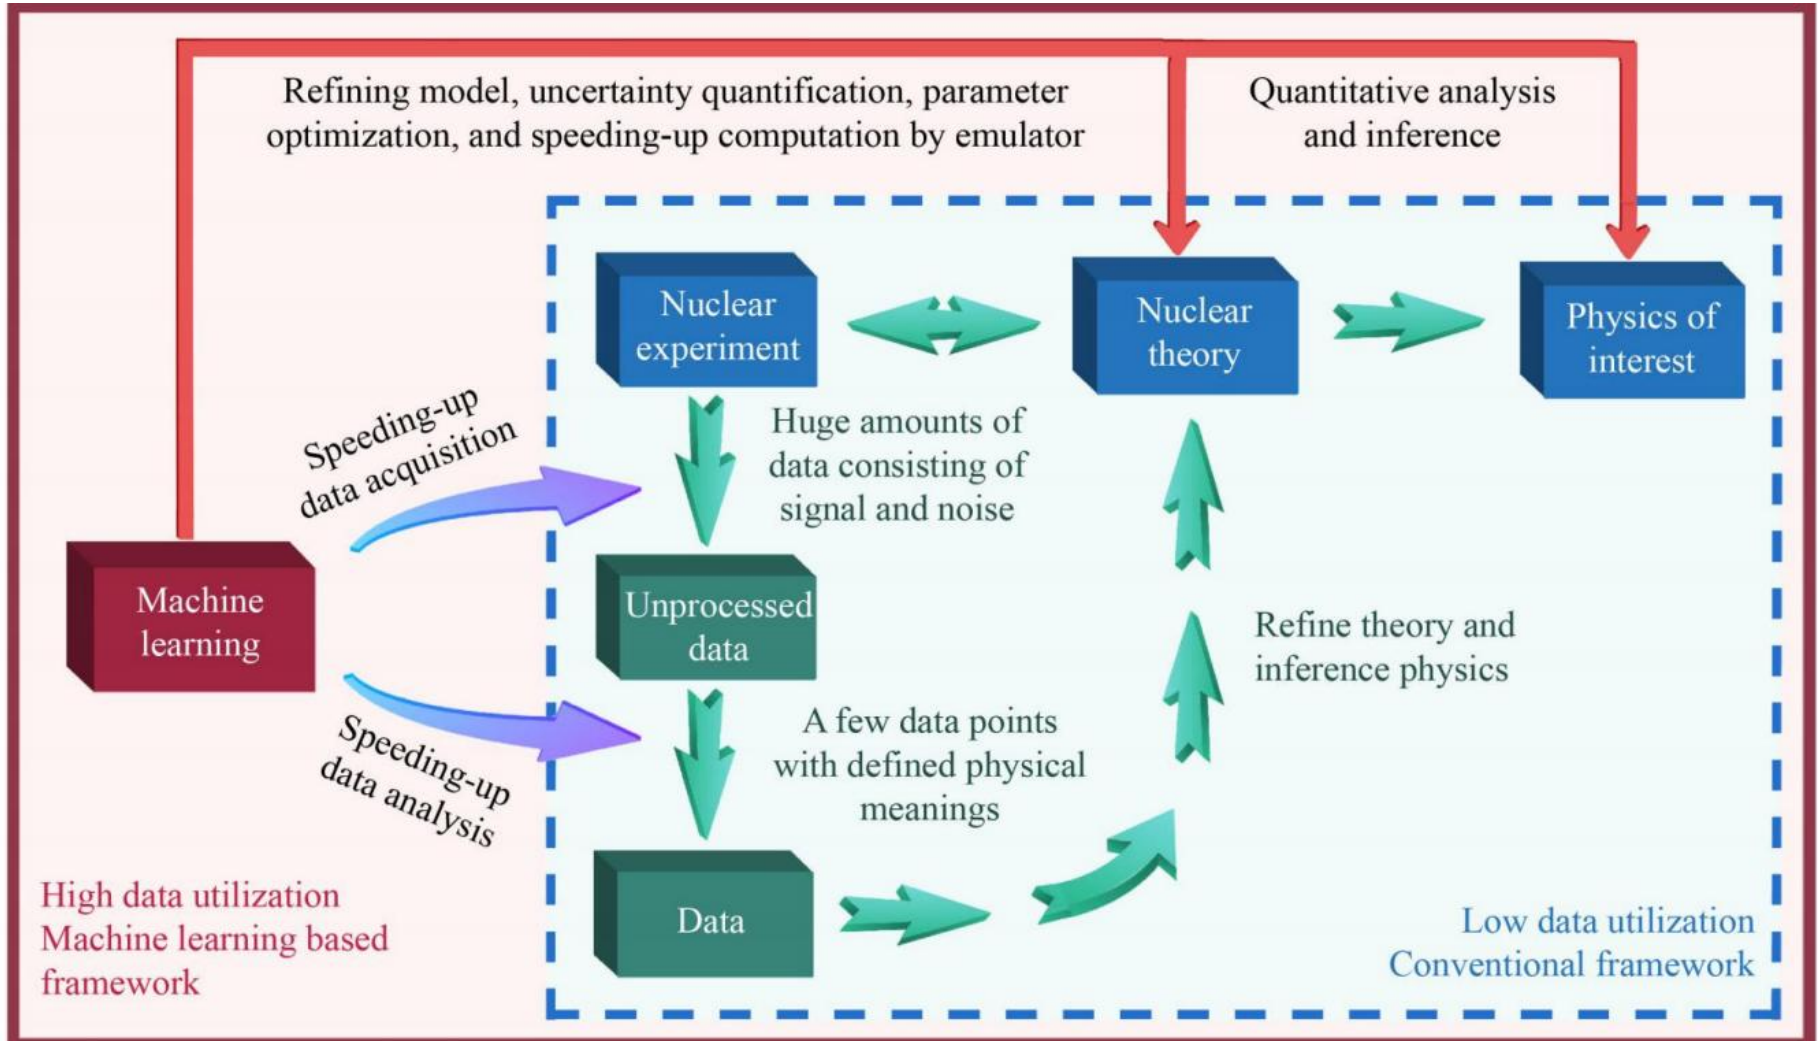 Refining model, uncertainty quantification, parameter
optimization, and speeding-up computation by emulator
Quantitative analysis
and inference
Nuclear
experiment
Nuclear
theory
Physics of
interest
Speeding-up
data acquisition
Huge amounts of
data consisting of
signal and noise
Machine
learning
Unprocessed
data
Refine theory and
inference physics
Speeding-up
data analysis
A few data points
with defined physical
meanings
Data
High data utilization
Machine learning based
framework
Low data utilization
Conventional framework